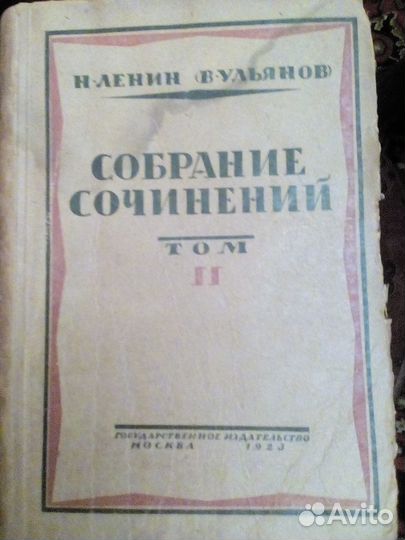 Н·ЛЕНИН (В·УЛЬЯНОВ)
СОБРАНИЕ
СОЧИНЕНИЙ
ТОМ
II
ГОСУДАРСТВЕННОЕ ИЗДАТЕЛЬСТВО
МОСКВА 1923
Avito